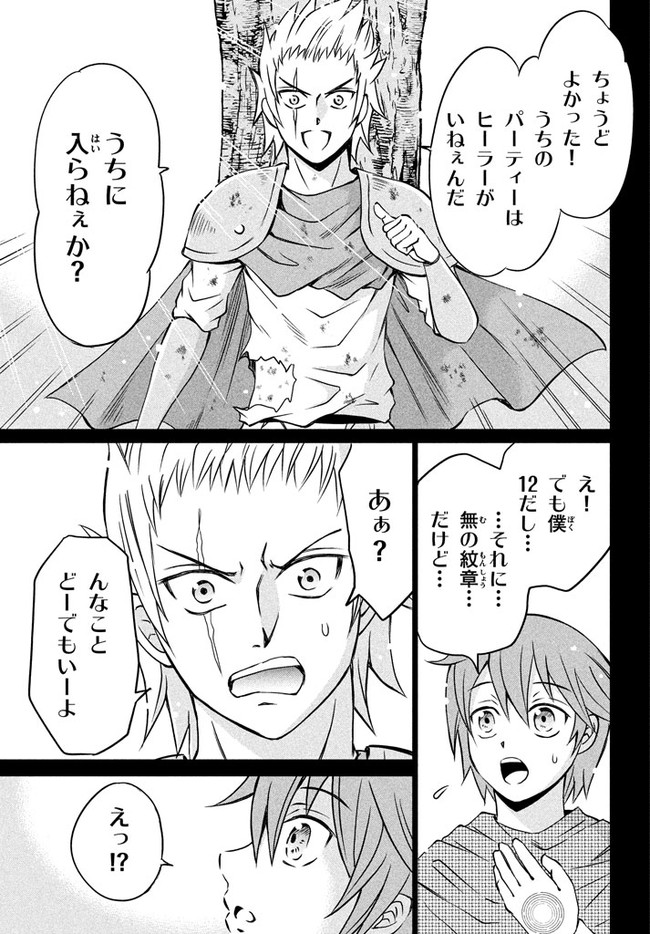 ちょうど
よかった！
うちの
パーティーは
ヒーラーが
いねぇんだ
うちに
入らねぇか？
え！
でも僕
12だし…
…それに…
無の紋章…
だけど…
あぁ？
んなこと
どーでもいーよ
えっ!?